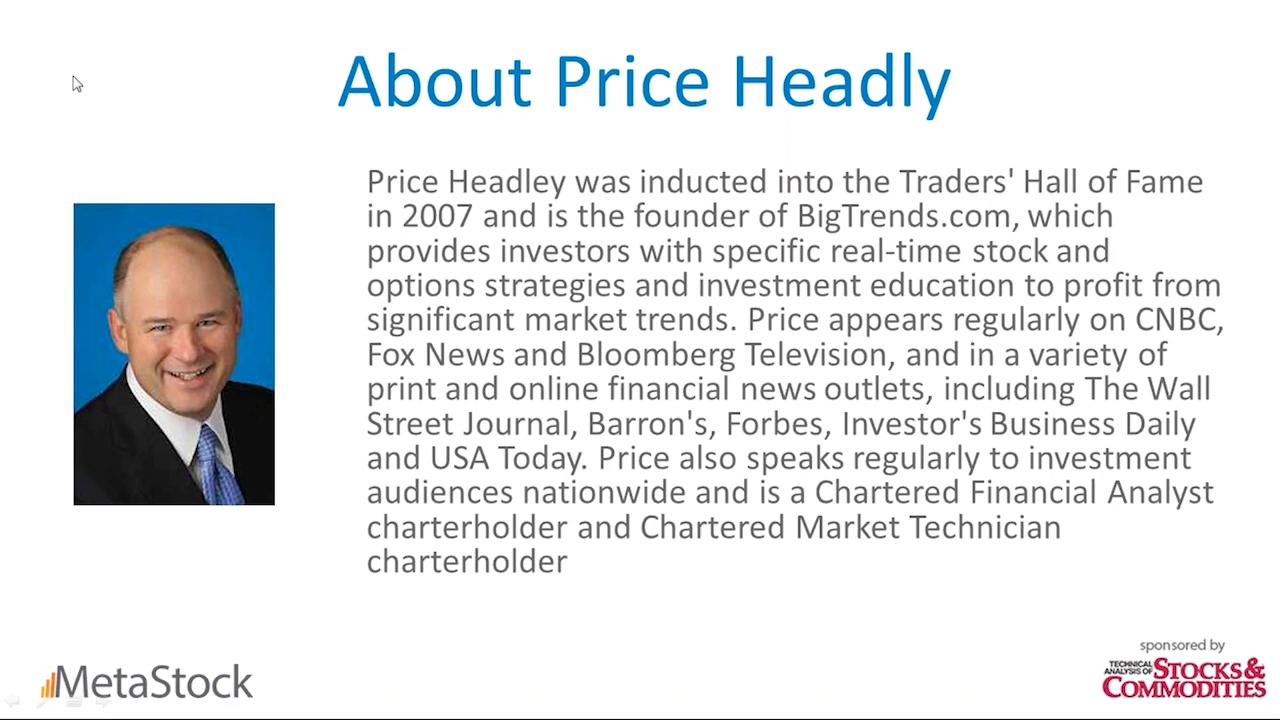 About Price Headly
Price Headley was inducted into the Traders' Hall of Fame
in 2007 and is the founder of BigTrends.com, which
provides investors with specific real-time stock and
options strategies and investment education to profit from
significant market trends. Price appears regularly on CNBC,
Fox News and Bloomberg Television, and in a variety of
print and online financial news outlets, including The Wall
Street Journal, Barron's, Forbes, Investor's Business Daily
and USA Today. Price also speaks regularly to investment
audiences nationwide and is a Chartered Financial Analyst
charterholder and Chartered Market Technician
charterholder
MetaStock
sponsored by
TECHNICAL
ANALYSIS OF
STOCKS &
COMMODITIES